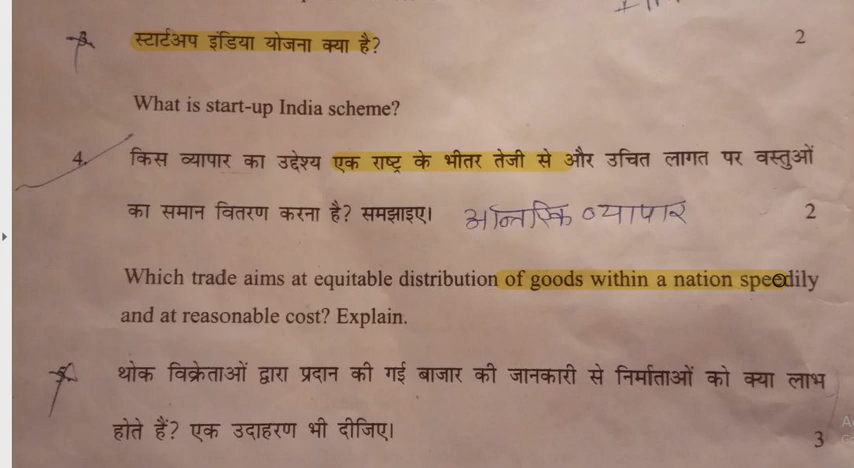 स्टार्टअप इंडिया योजना क्या है? 2
What is start-up India scheme?
4. किस व्यापार का उद्देश्य एक राष्ट्र के भीतर तेजी से और उचित लागत पर वस्तुओं
का समान वितरण करना है? समझाइए। आन्तरिक व्यापार 2
Which trade aims at equitable distribution of goods within a nation speedily
and at reasonable cost? Explain.
थोक विक्रेताओं द्वारा प्रदान की गई बाजार की जानकारी से निर्माताओं को क्या लाभ
होते हैं? एक उदाहरण भी दीजिए। 3